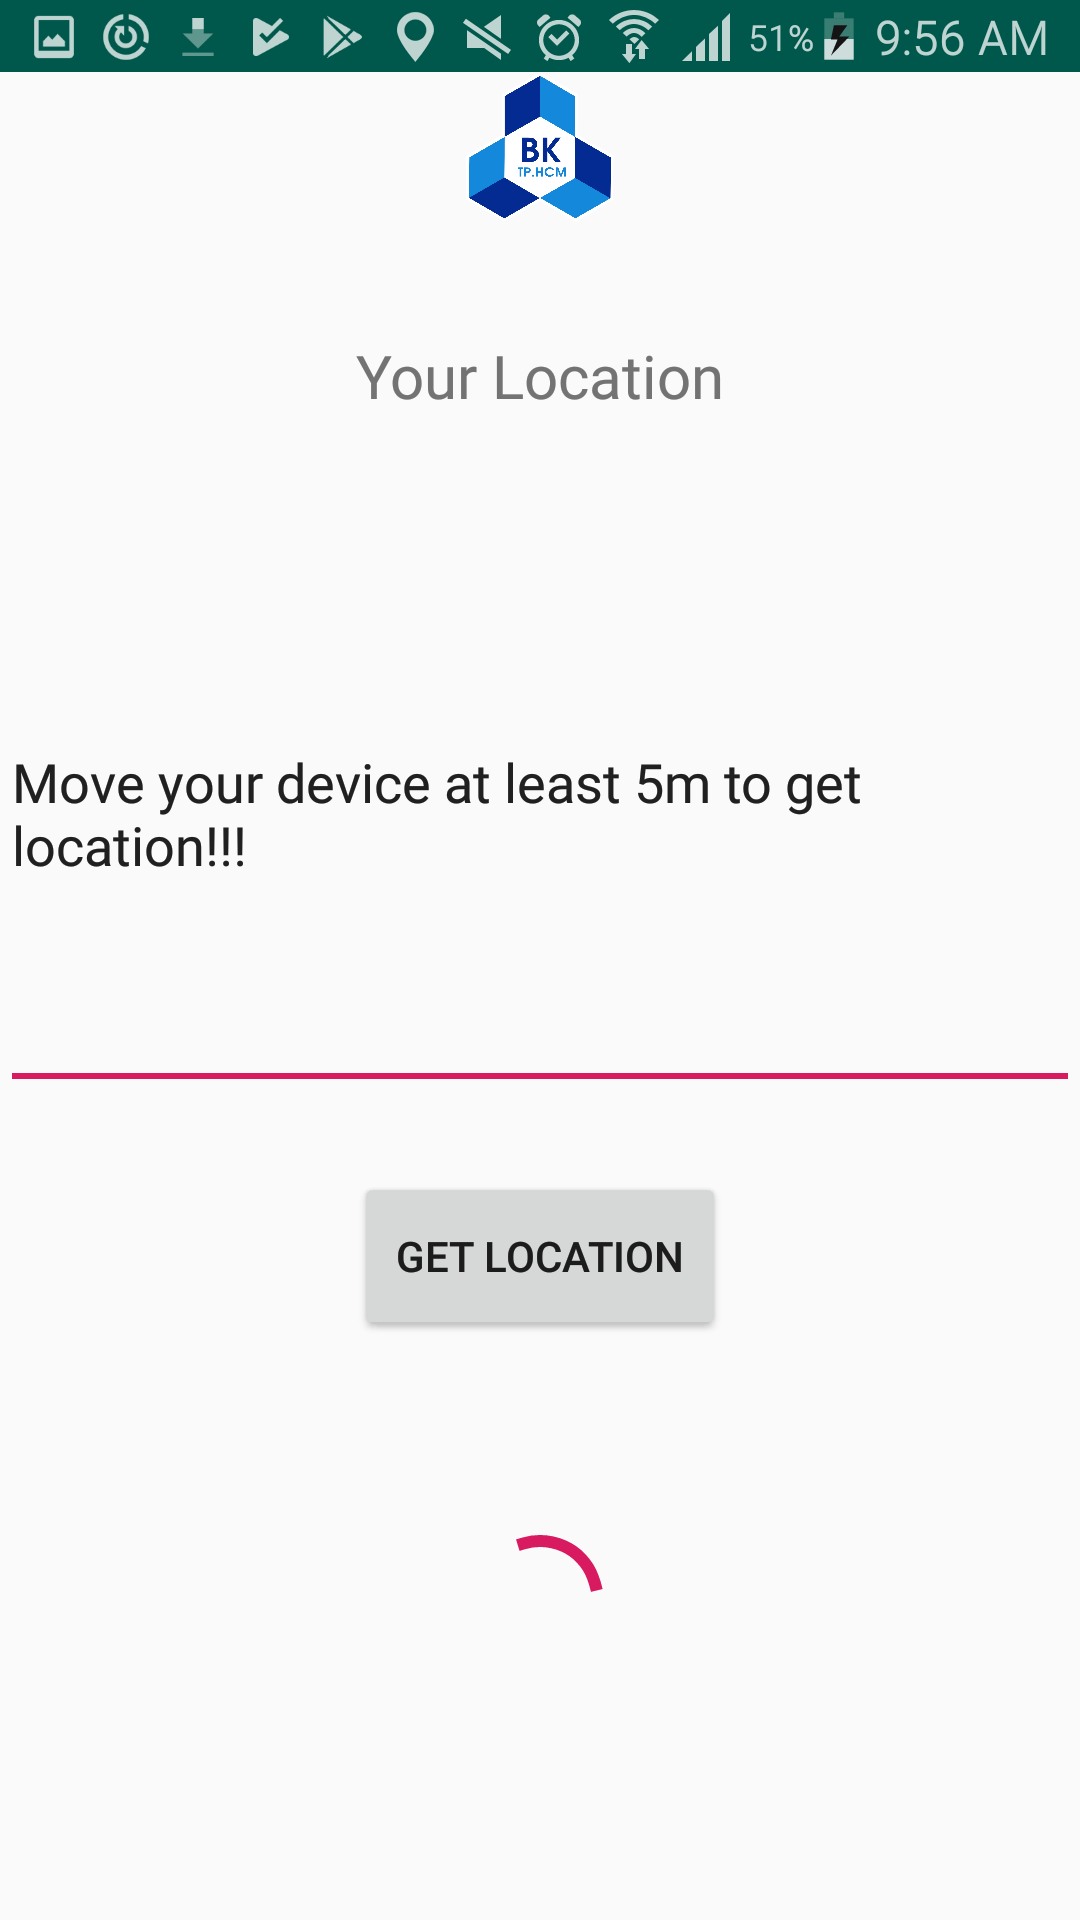 51% 9:56 AM
BK
TP.HCM
Your Location
Move your device at least 5m to get
location!!!
GET LOCATION